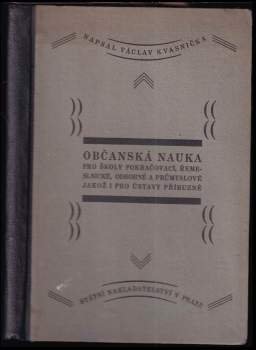 NAPSAL VÁCLAV KVASNIČKA
OBČANSKÁ NAUKA
PRO ŠKOLY POKRAČOVACÍ, ŘEME-
SLNICKÉ, ODBORNÉ A PRŮMYSLOVÉ
JAKOŽ I PRO ÚSTAVY PŘÍBUZNÉ
STÁTNÍ NAKLADATELSTVÍ V PRAZE